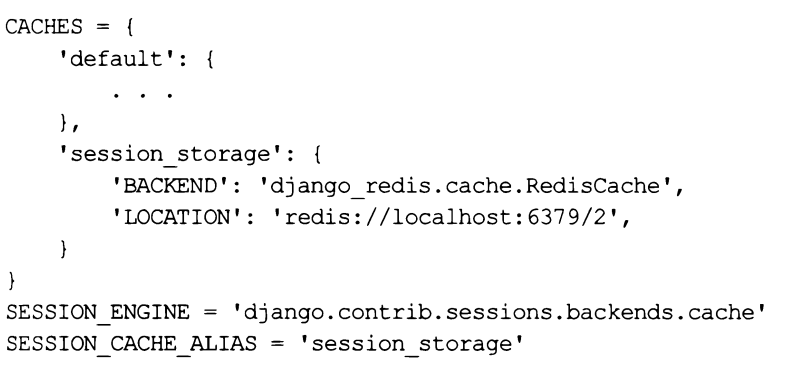 CACHES = {
    'default': {
        . . .
    },
    'session_storage': {
        'BACKEND': 'django_redis.cache.RedisCache',
        'LOCATION': 'redis://localhost:6379/2',
    }
}
SESSION_ENGINE = 'django.contrib.sessions.backends.cache'
SESSION_CACHE_ALIAS = 'session_storage'